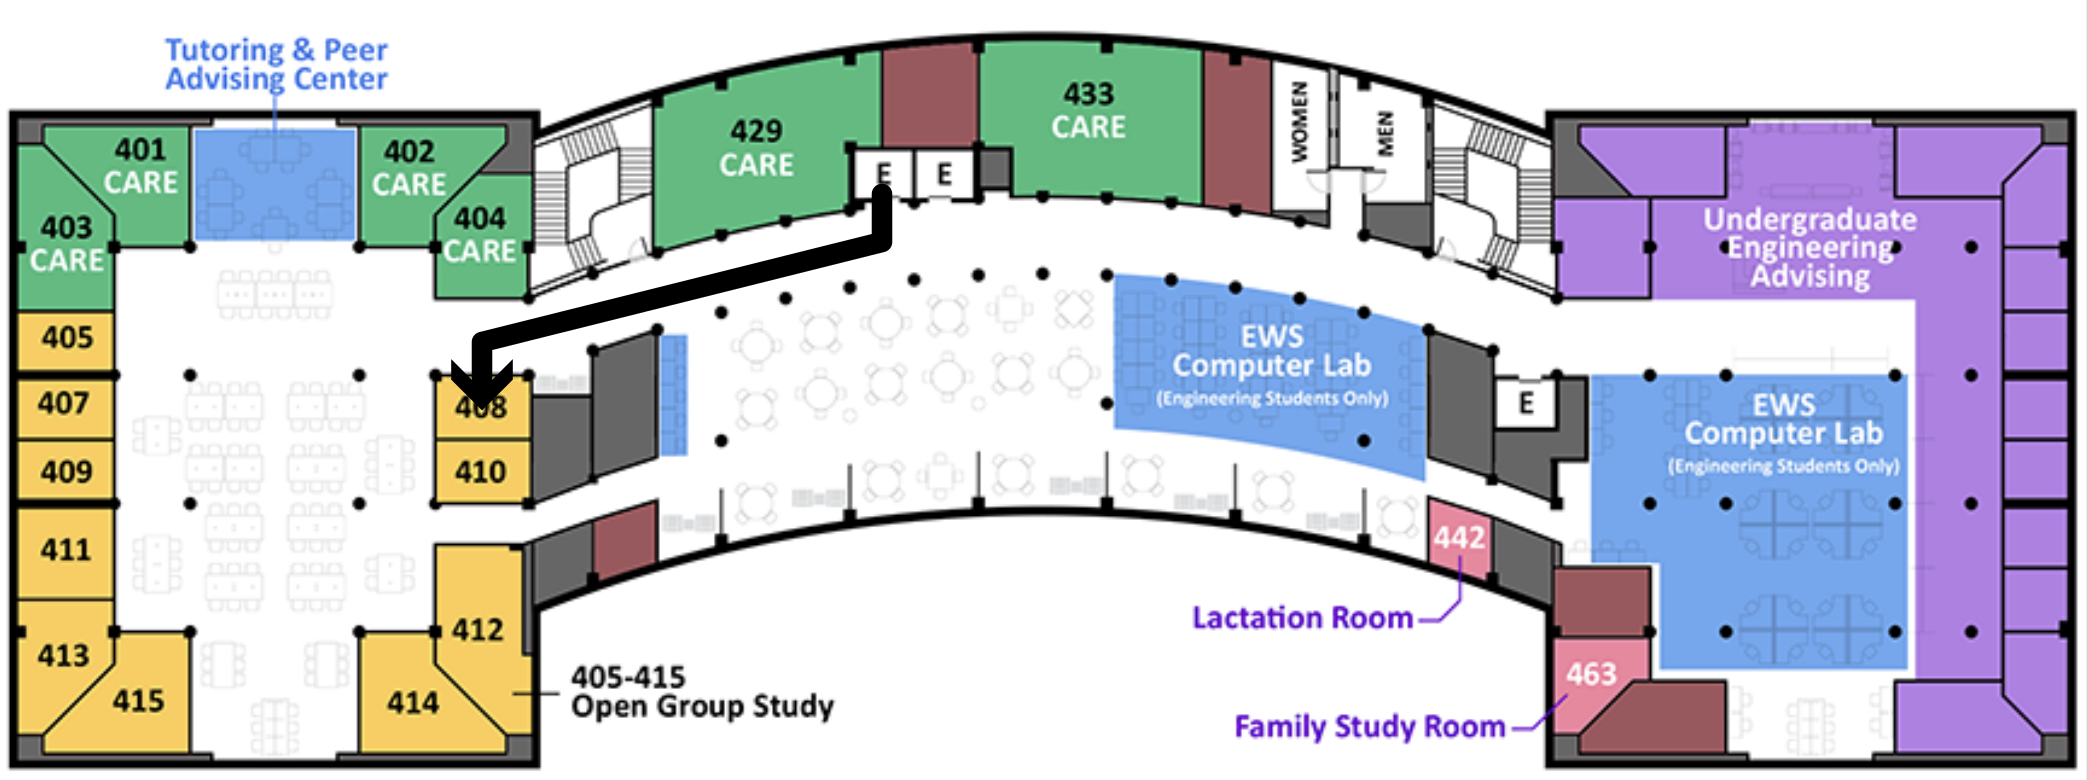 Tutoring & Peer
Advising Center
401
CARE
402
CARE
403
CARE
404
CARE
429
CARE
433
CARE
E
E
WOMEN
MEN
Undergraduate
Engineering
Advising
405
407
408
409
410
411
412
413
414
415
EWS
Computer Lab
(Engineering Students Only)
E
EWS
Computer Lab
(Engineering Students Only)
442
Lactation Room
463
Family Study Room
405-415
Open Group Study